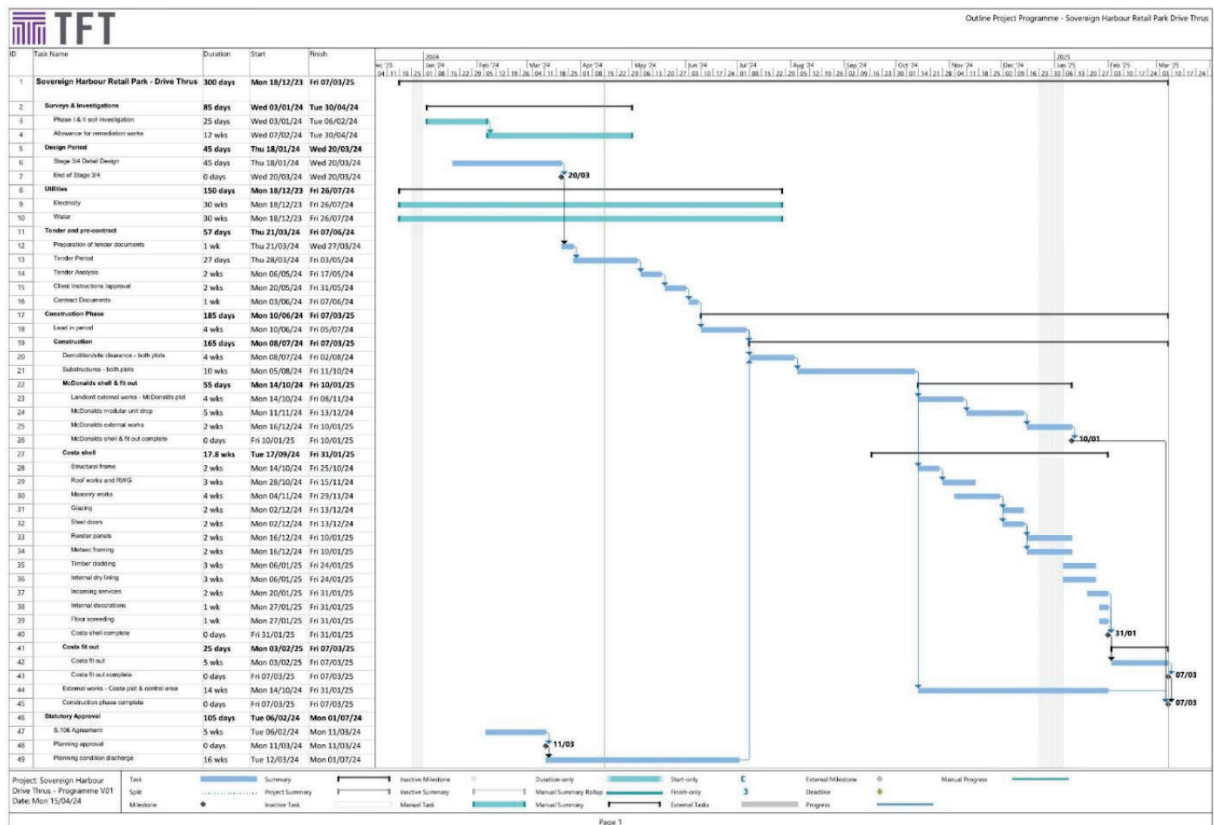 TFT
Outline Project Programme - Sovereign Harbour Retail Park Drive Thrus
ID Task Name Duration Start Finish
2024 2025
Jan '24 Feb '24 Mar '24 Apr '24 May '24 Jun '24 Jul '24 Aug '24 Sep '24 Oct '24 Nov '24 Dec '24 Jan '25 Feb '25 Mar '25
1 Sovereign Harbour Retail Park - Drive Thrus 300 days Mon 18/12/23 Fri 07/03/25
2 Surveys & Investigations 85 days Wed 03/01/24 Tue 30/04/24
3 Phase I & II soil investigation 25 days Wed 03/01/24 Tue 06/02/24
4 Allowance for remediation works 12 wks Wed 07/02/24 Tue 30/04/24
5 Design Period 45 days Thu 18/01/24 Wed 20/03/24
6 Stage 3/4 Detail Design 45 days Thu 18/01/24 Wed 20/03/24
7 End of Stage 3/4 0 days Wed 20/03/24 Wed 20/03/24 20/03
8 Utilities 150 days Mon 18/12/23 Fri 26/07/24
9 Electricity 30 wks Mon 18/12/23 Fri 26/07/24
10 Water 30 wks Mon 18/12/23 Fri 26/07/24
11 Tender and pre-contract 57 days Thu 21/03/24 Fri 07/06/24
12 Preparation of tender documents 1 wk Thu 21/03/24 Wed 27/03/24
13 Tender Period 27 days Thu 28/03/24 Fri 03/05/24
14 Tender Analysis 2 wks Mon 06/05/24 Fri 17/05/24
15 Client Instructions /approval 2 wks Mon 20/05/24 Fri 31/05/24
16 Contract Documents 1 wk Mon 03/06/24 Fri 07/06/24
17 Construction Phase 185 days Mon 10/06/24 Fri 07/03/25
18 Lead in period 4 wks Mon 10/06/24 Fri 05/07/24
19 Construction 165 days Mon 08/07/24 Fri 07/03/25
20 Demolition/site clearance - both plots 4 wks Mon 08/07/24 Fri 02/08/24
21 Substructures - both plots 10 wks Mon 05/08/24 Fri 11/10/24
22 McDonalds shell & fit out 55 days Mon 14/10/24 Fri 10/01/25
23 Landlord external works - McDonalds plot 4 wks Mon 14/10/24 Fri 08/11/24
24 McDonalds modular unit drop 5 wks Mon 11/11/24 Fri 13/12/24
25 McDonalds external works 2 wks Mon 16/12/24 Fri 10/01/25
26 McDonalds shell & fit out complete 0 days Fri 10/01/25 Fri 10/01/25 10/01
27 Costa shell 17.8 wks Tue 17/09/24 Fri 31/01/25
28 Structural frame 2 wks Mon 14/10/24 Fri 25/10/24
29 Roof works and RWG 3 wks Mon 28/10/24 Fri 15/11/24
30 Masonry works 4 wks Mon 04/11/24 Fri 29/11/24
31 Glazing 2 wks Mon 02/12/24 Fri 13/12/24
32 Steel doors 2 wks Mon 02/12/24 Fri 13/12/24
33 Render panels 2 wks Mon 16/12/24 Fri 10/01/25
34 Metsec framing 2 wks Mon 16/12/24 Fri 10/01/25
35 Timber cladding 3 wks Mon 06/01/25 Fri 24/01/25
36 Internal dry lining 3 wks Mon 06/01/25 Fri 24/01/25
37 Incoming services 2 wks Mon 20/01/25 Fri 31/01/25
38 Internal decorations 1 wk Mon 27/01/25 Fri 31/01/25
39 Floor screeding 1 wk Mon 27/01/25 Fri 31/01/25
40 Costa shell complete 0 days Fri 31/01/25 Fri 31/01/25 31/01
41 Costa fit out 25 days Mon 03/02/25 Fri 07/03/25
42 Costa fit out 5 wks Mon 03/02/25 Fri 07/03/25
43 Costa fit out complete 0 days Fri 07/03/25 Fri 07/03/25 07/03
44 External works - Costa plot & central area 14 wks Mon 14/10/24 Fri 31/01/25
45 Construction phase complete 0 days Fri 07/03/25 Fri 07/03/25 07/03
46 Statutory Approval 105 days Tue 06/02/24 Mon 01/07/24
47 S.106 Agreement 5 wks Tue 06/02/24 Mon 11/03/24
48 Planning approval 0 days Mon 11/03/24 Mon 11/03/24 11/03
49 Planning condition discharge 16 wks Tue 12/03/24 Mon 01/07/24
Project: Sovereign Harbour
Drive Thrus - Programme V01
Date: Mon 15/04/24
Task Summary Inactive Milestone Duration-only Start-only External Milestone Manual Progress
Split Project Summary Inactive Summary Manual Summary Rollup Finish-only Deadline
Milestone Inactive Task Manual Task Manual Summary External Tasks Progress
Page 1